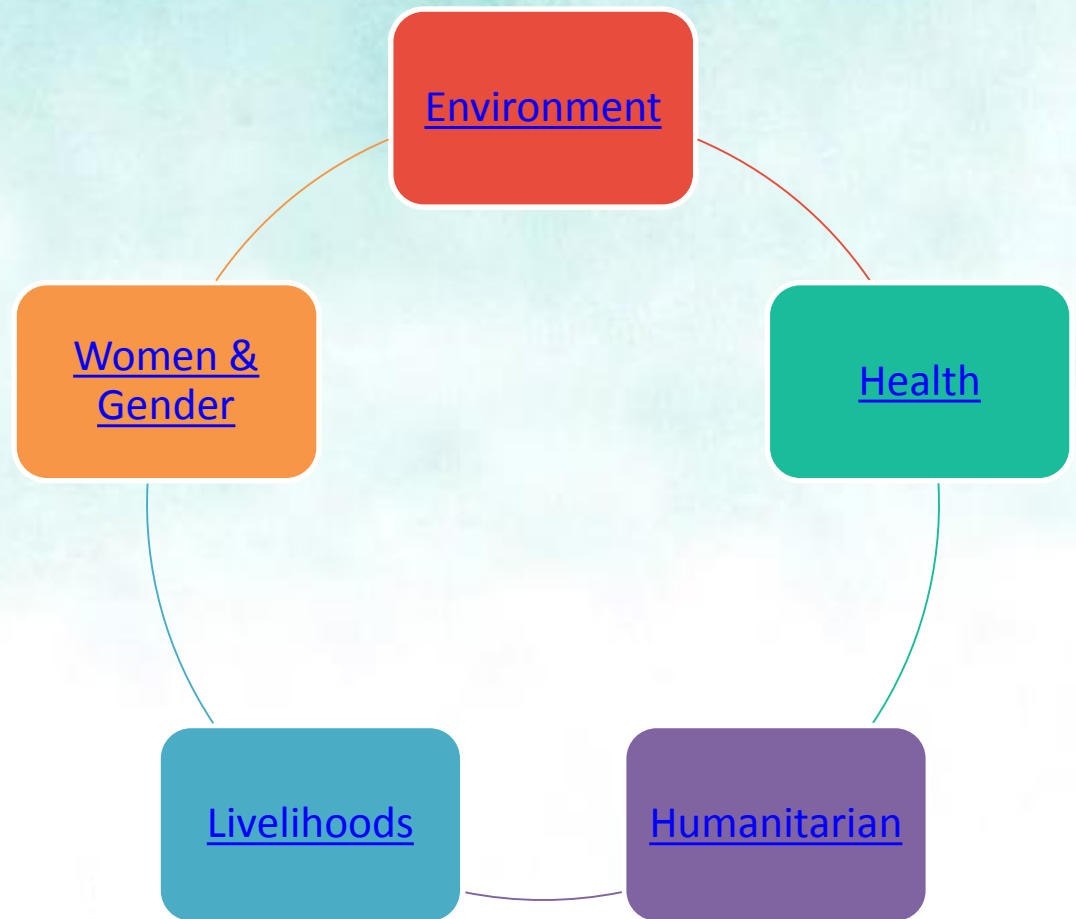 Environment
Women &
Gender
Health
Livelihoods
Humanitarian